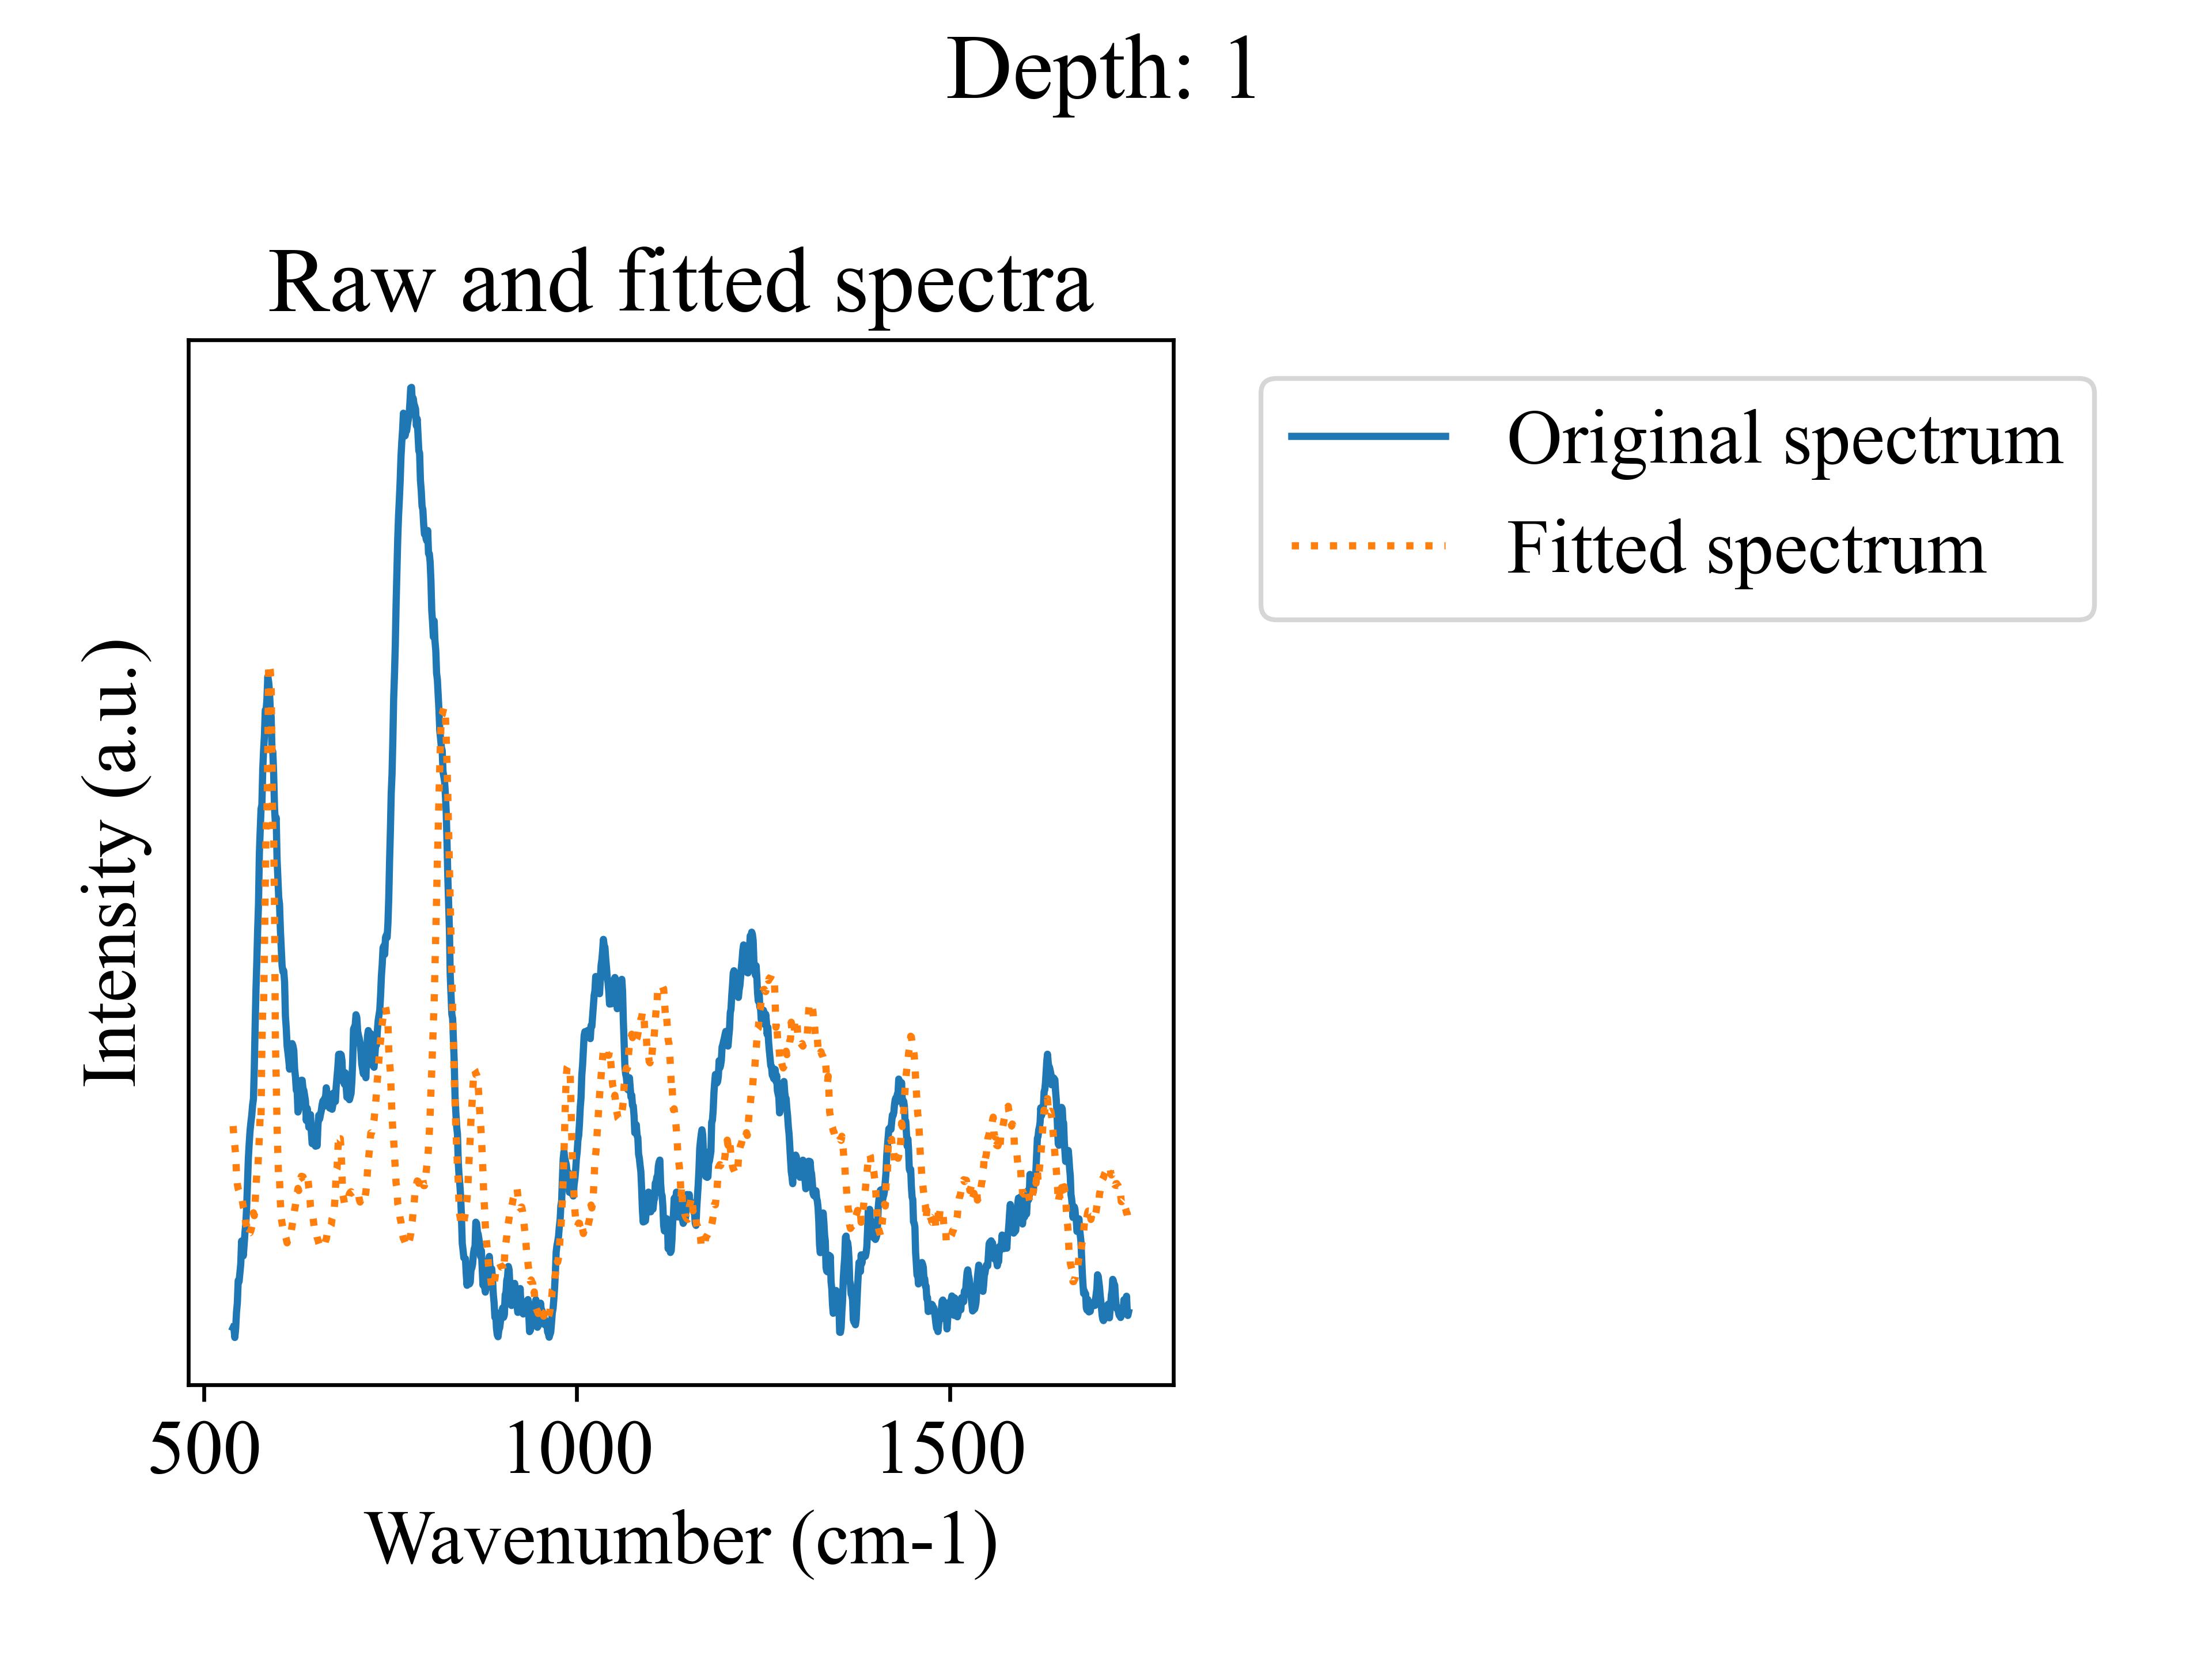 Depth: 1
Raw and fitted spectra
Original spectrum
Fitted spectrum
Intensity (a.u.)
500 1000 1500
Wavenumber (cm-1)